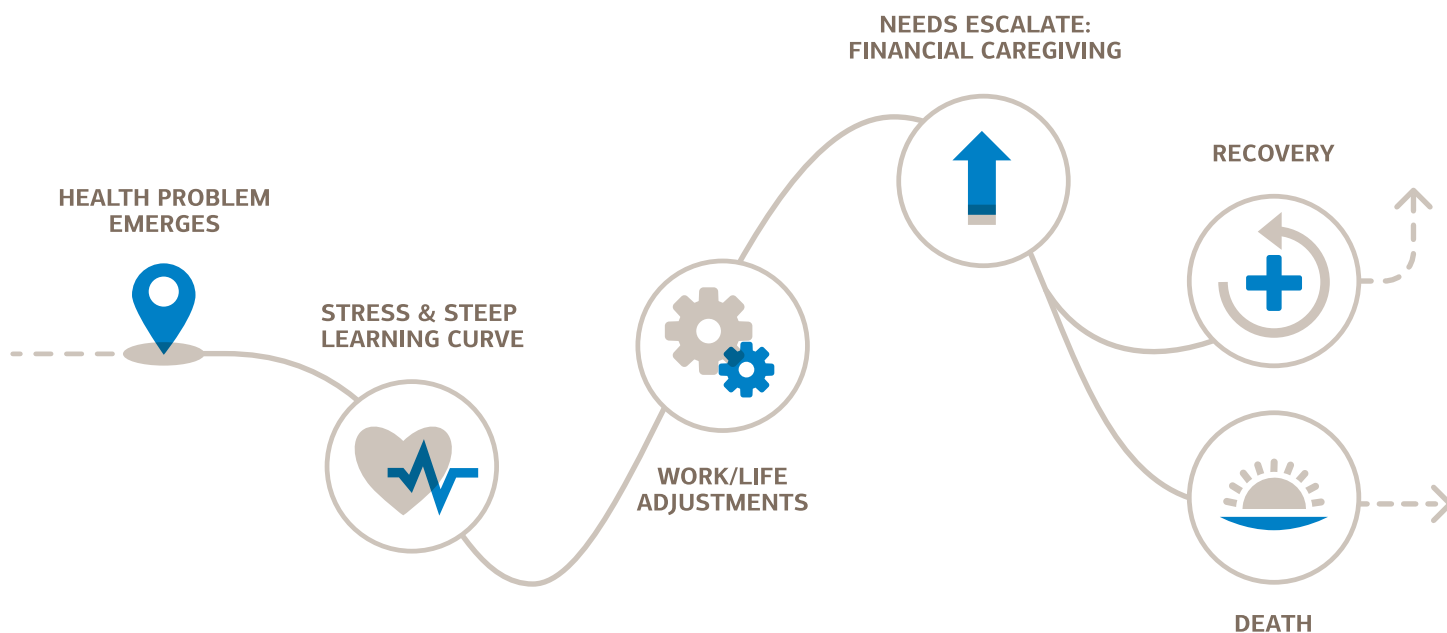 HEALTH PROBLEM
EMERGES
STRESS & STEEP
LEARNING CURVE
WORK/LIFE
ADJUSTMENTS
NEEDS ESCALATE:
FINANCIAL CAREGIVING
RECOVERY
DEATH